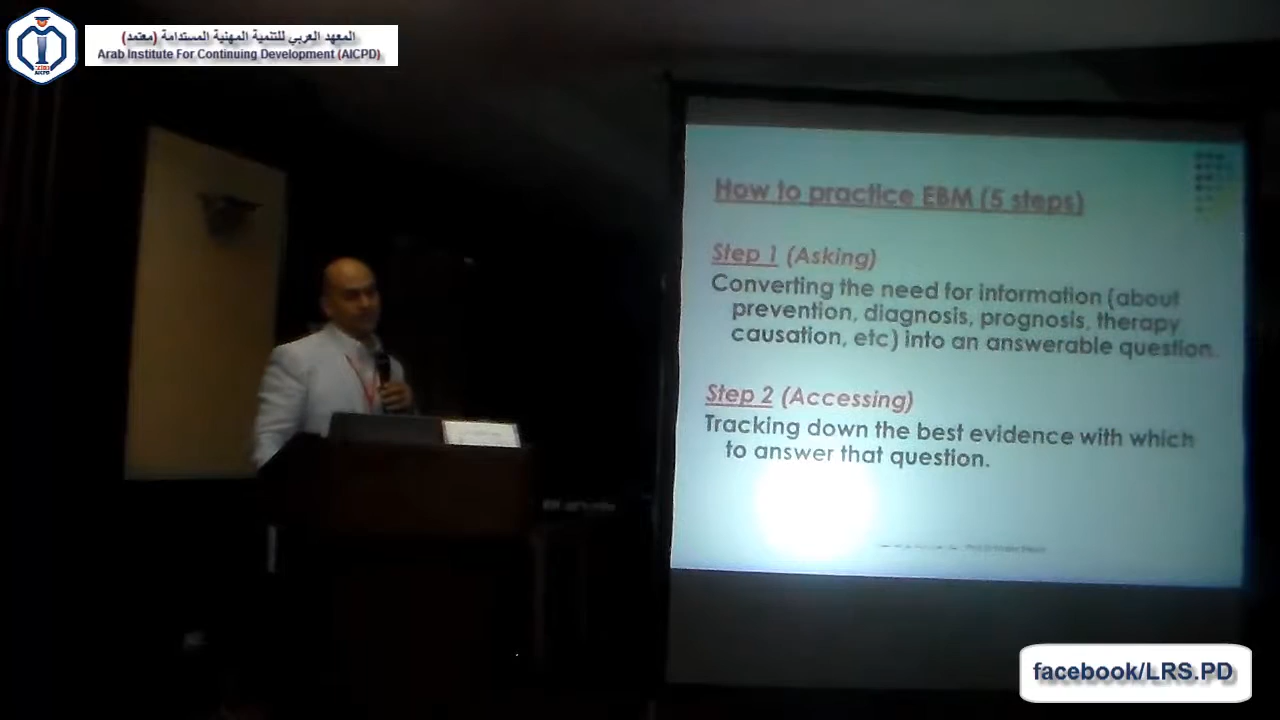 المعهد العربي للتنمية المهنية المستدامة (معتمد)
Arab Institute For Continuing Development (AICPD)
AICPD
How to practice EBM (5 steps)
Step 1 (Asking)
Converting the need for information (about
prevention, diagnosis, prognosis, therapy
causation, etc) into an answerable question.
Step 2 (Accessing)
Tracking down the best evidence with which
to answer that question.
facebook/LRS.PD